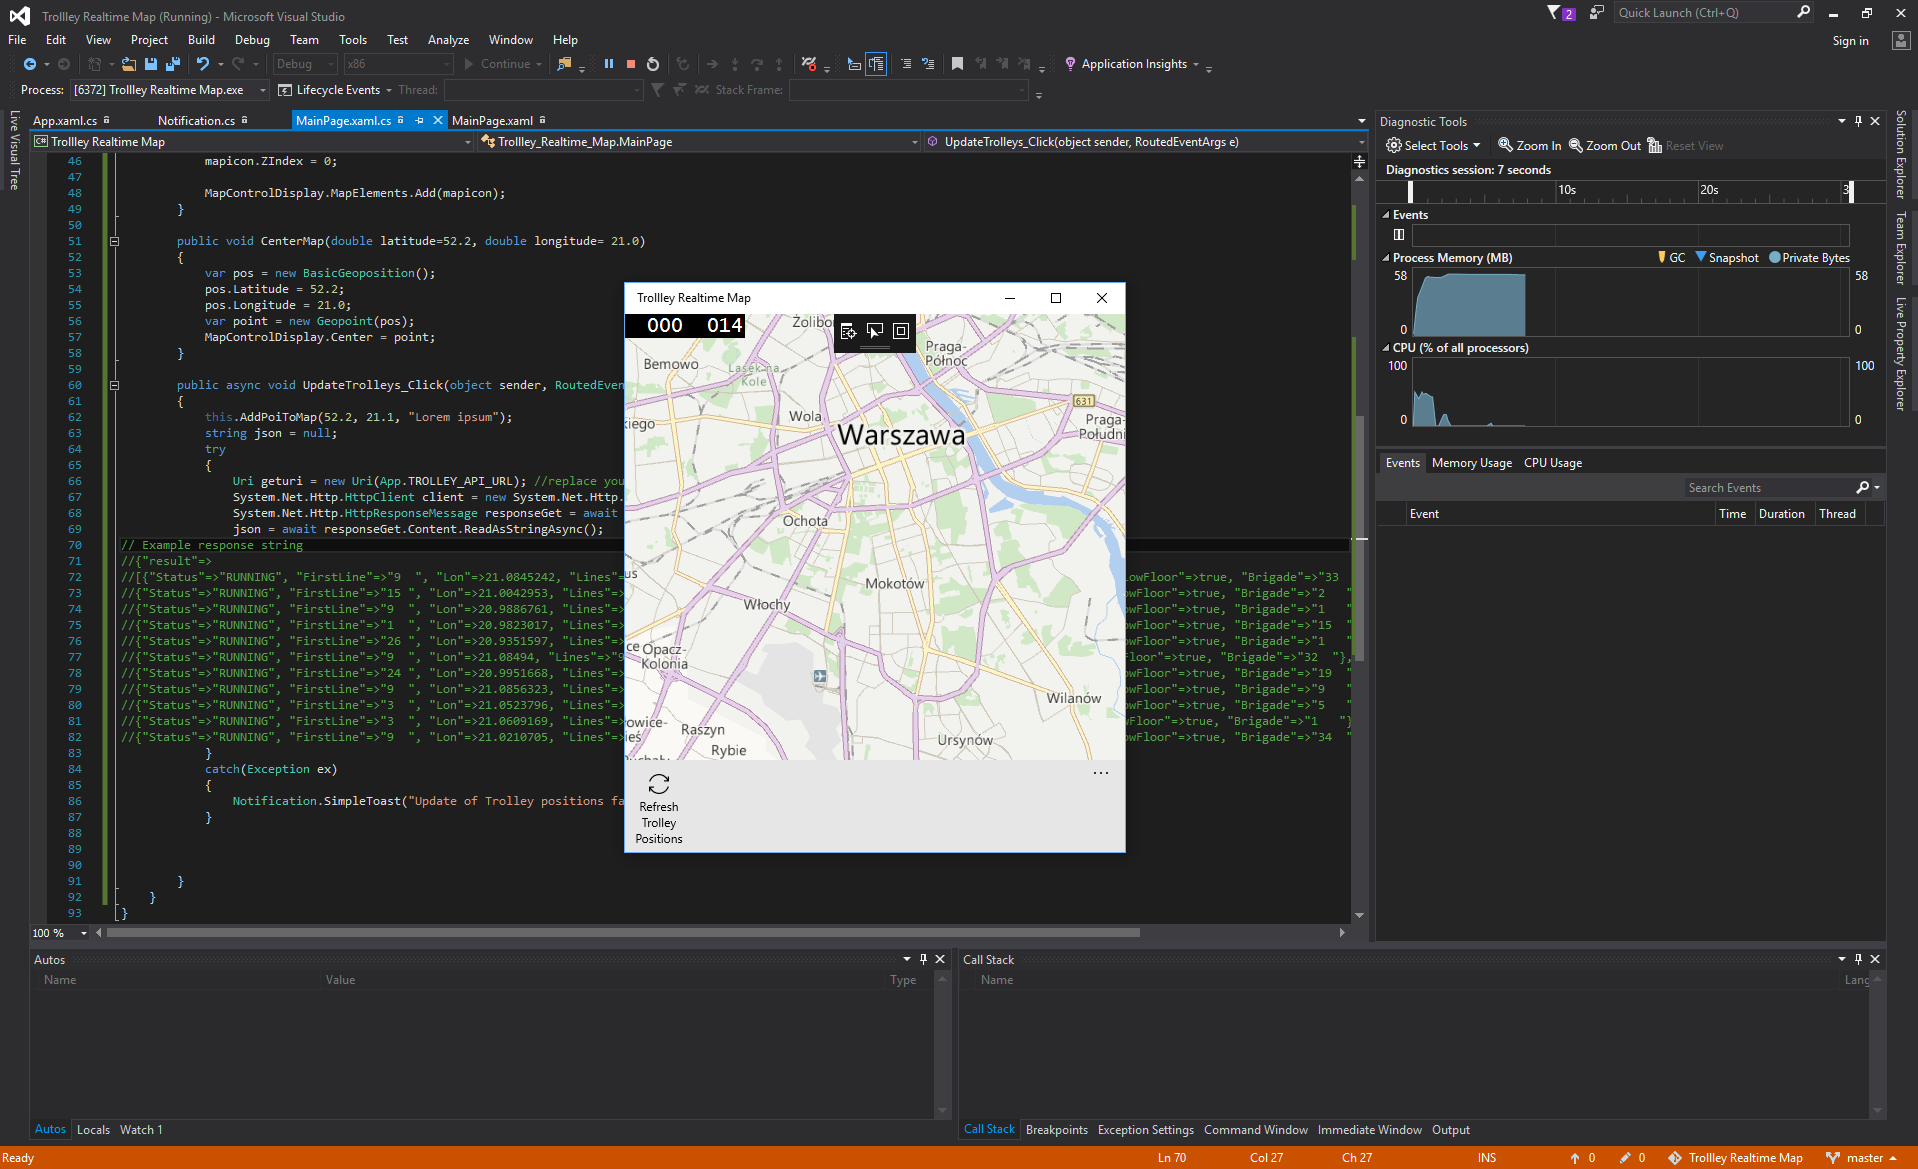 Trollley Realtime Map (Running) - Microsoft Visual Studio
2
Quick Launch (Ctrl+Q)
File Edit View Project Build Debug Team Tools Test Analyze Window Help
Sign in
Debug x86 Continue Application Insights
Process: [6372] Trollley Realtime Map.exe Lifecycle Events Thread: Stack Frame:
Live Visual Tree
App.xaml.cs Notification.cs MainPage.xaml.cs MainPage.xaml
C# Trollley Realtime Map Trollley_Realtime_Map.MainPage UpdateTrolleys_Click(object sender, RoutedEventArgs e)
46 mapicon.ZIndex = 0;
47
48 MapControlDisplay.MapElements.Add(mapicon);
49 }
50
51 public void CenterMap(double latitude=52.2, double longitude= 21.0)
52 {
53 var pos = new BasicGeoposition();
54 pos.Latitude = 52.2;
55 pos.Longitude = 21.0;
56 var point = new Geopoint(pos);
57 MapControlDisplay.Center = point;
58 }
59
60 public async void UpdateTrolleys_Click(object sender, RoutedEven
61 {
62 this.AddPoiToMap(52.2, 21.1, "Lorem ipsum");
63 string json = null;
64 try
65 {
66 Uri geturi = new Uri(App.TROLLEY_API_URL); //replace you
67 System.Net.Http.HttpClient client = new System.Net.Http.
68 System.Net.Http.HttpResponseMessage responseGet = await
69 json = await responseGet.Content.ReadAsStringAsync();
70 // Example response string
71 //{"result"=>
72 //[{"Status"=>"RUNNING", "FirstLine"=>"9 ", "Lon"=>21.0845242, "Lines"= owFloor"=>true, "Brigade"=>"33
73 //{"Status"=>"RUNNING", "FirstLine"=>"15 ", "Lon"=>21.0042953, "Lines"= owFloor"=>true, "Brigade"=>"2 "
74 //{"Status"=>"RUNNING", "FirstLine"=>"9 ", "Lon"=>20.9886761, "Lines"= owFloor"=>true, "Brigade"=>"1 "
75 //{"Status"=>"RUNNING", "FirstLine"=>"1 ", "Lon"=>20.9823017, "Lines"= owFloor"=>true, "Brigade"=>"15 "
76 //{"Status"=>"RUNNING", "FirstLine"=>"26 ", "Lon"=>20.9351597, "Lines"= owFloor"=>true, "Brigade"=>"1 "
77 //{"Status"=>"RUNNING", "FirstLine"=>"9 ", "Lon"=>21.08494, "Lines"=>"9 Floor"=>true, "Brigade"=>"32 "},
78 //{"Status"=>"RUNNING", "FirstLine"=>"24 ", "Lon"=>20.9951668, "Lines"= owFloor"=>true, "Brigade"=>"19 "
79 //{"Status"=>"RUNNING", "FirstLine"=>"9 ", "Lon"=>21.0856323, "Lines"= owFloor"=>true, "Brigade"=>"9 "
80 //{"Status"=>"RUNNING", "FirstLine"=>"3 ", "Lon"=>21.0523796, "Lines"= owFloor"=>true, "Brigade"=>"5 "
81 //{"Status"=>"RUNNING", "FirstLine"=>"3 ", "Lon"=>21.0609169, "Lines"= wFloor"=>true, "Brigade"=>"1 "}
82 //{"Status"=>"RUNNING", "FirstLine"=>"9 ", "Lon"=>21.0210705, "Lines"= owFloor"=>true, "Brigade"=>"34 "
83 }
84 catch(Exception ex)
85 {
86 Notification.SimpleToast("Update of Trolley positions fa
87 }
88
89
90
91 }
92 }
93 }
100 %
Trollley Realtime Map
000 014
Żolibor
Praga-
Północ
Bemowo
Lasek na
Kole
631
Wola
kiego
Praga-
Południ
Warszawa
Ochota
us
Mokotów
Włochy
ce Opacz-
Kolonia
Wilanów
owice-
ieś
Raszyn
Rybie
Ursynów
Refresh
Trolley
Positions
...
Diagnostic Tools
Select Tools Zoom In Zoom Out Reset View
Diagnostics session: 7 seconds
10s 20s 3
Events
Process Memory (MB) GC Snapshot Private Bytes
58 58
0 0
CPU (% of all processors)
100 100
0 0
Events Memory Usage CPU Usage
Search Events
Event Time Duration Thread
Solution Explorer
Team Explorer
Live Property Explorer
Autos
Name Value Type
Autos Locals Watch 1
Call Stack
Name Lang
Call Stack Breakpoints Exception Settings Command Window Immediate Window Output
Ready Ln 70 Col 27 Ch 27 INS 0 0 Trollley Realtime Map master